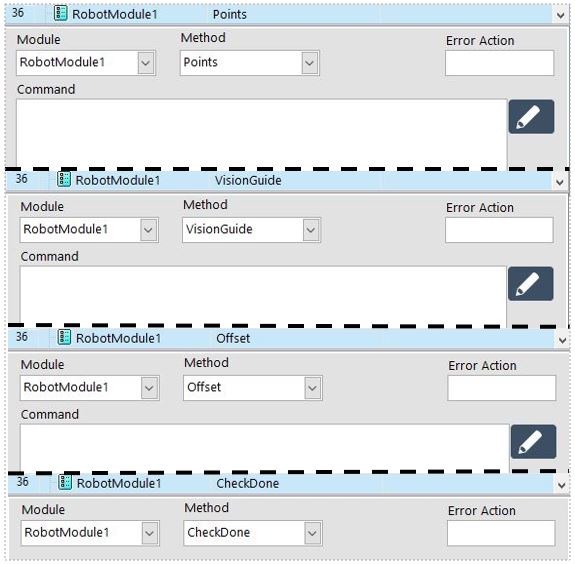 36 RobotModule1 Points
Module Method Error Action
RobotModule1 Points
Command
36 RobotModule1 VisionGuide
Module Method Error Action
RobotModule1 VisionGuide
Command
36 RobotModule1 Offset
Module Method Error Action
RobotModule1 Offset
Command
36 RobotModule1 CheckDone
Module Method Error Action
RobotModule1 CheckDone